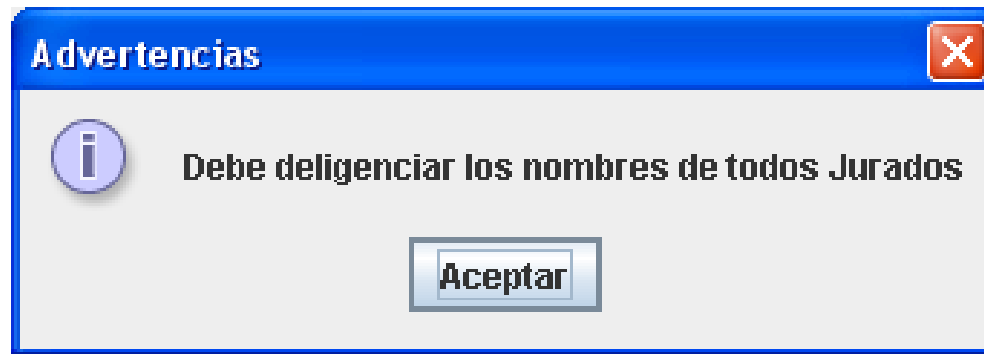 Advertencias
Debe deligenciar los nombres de todos Jurados
Aceptar